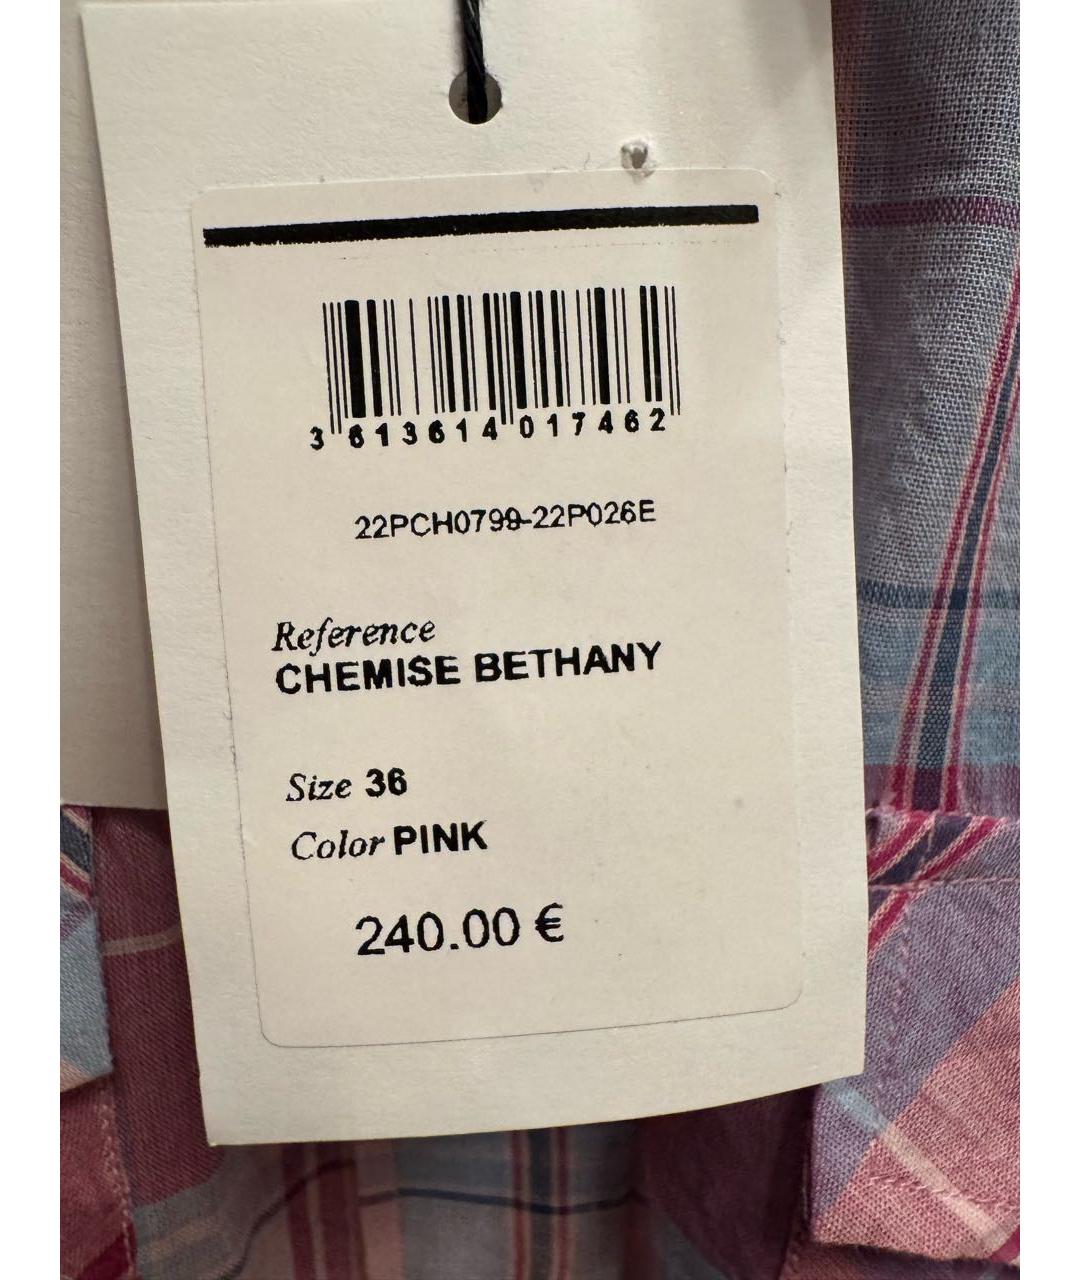 3 613614 017462
22PCH0799-22P026E
Reference
CHEMISE BETHANY
Size 36
Color PINK
240.00 €